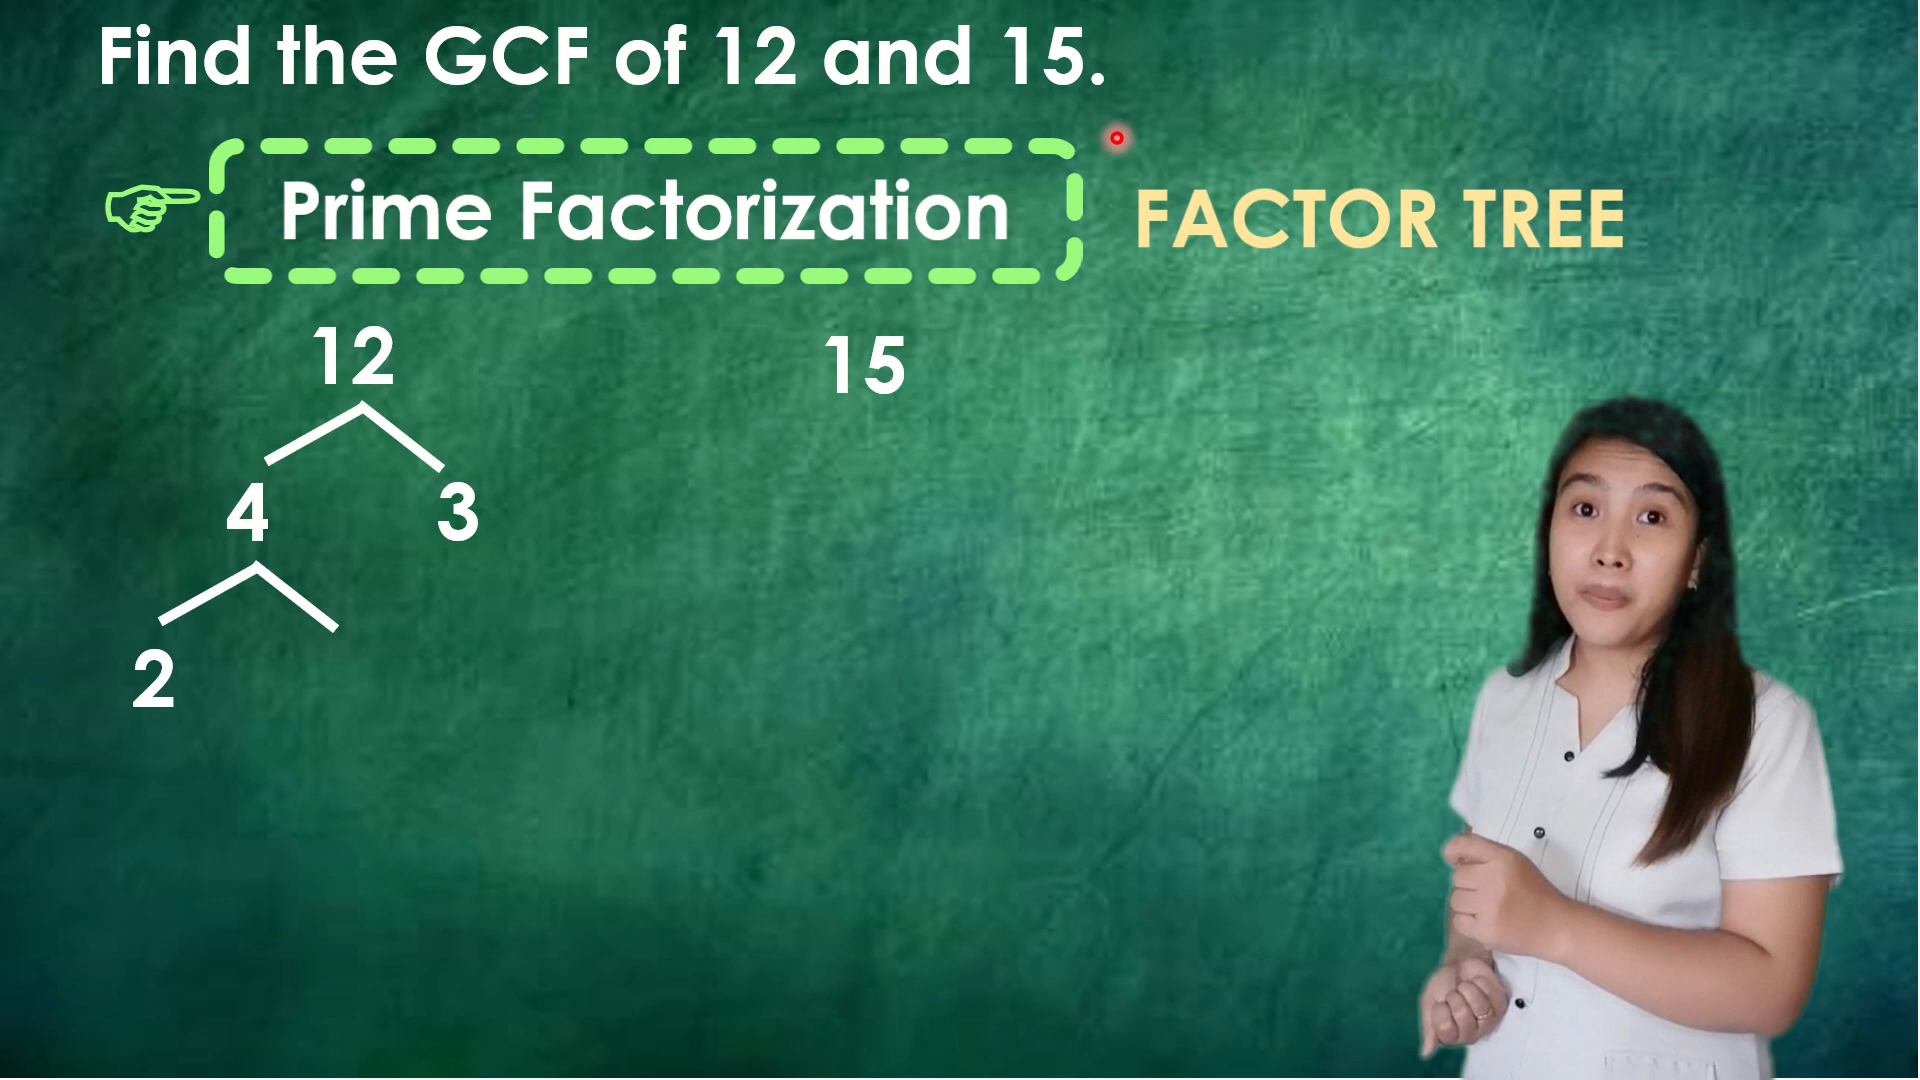 Find the GCF of 12 and 15.
Prime Factorization
FACTOR TREE
12 15
4 3
2